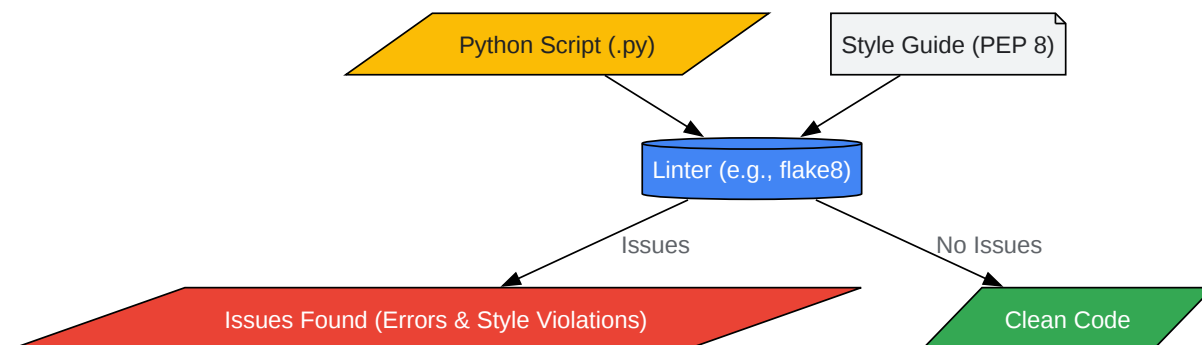 Python Script (.py)
Style Guide (PEP 8)
Linter (e.g., flake8)
Issues
No Issues
Issues Found (Errors & Style Violations)
Clean Code